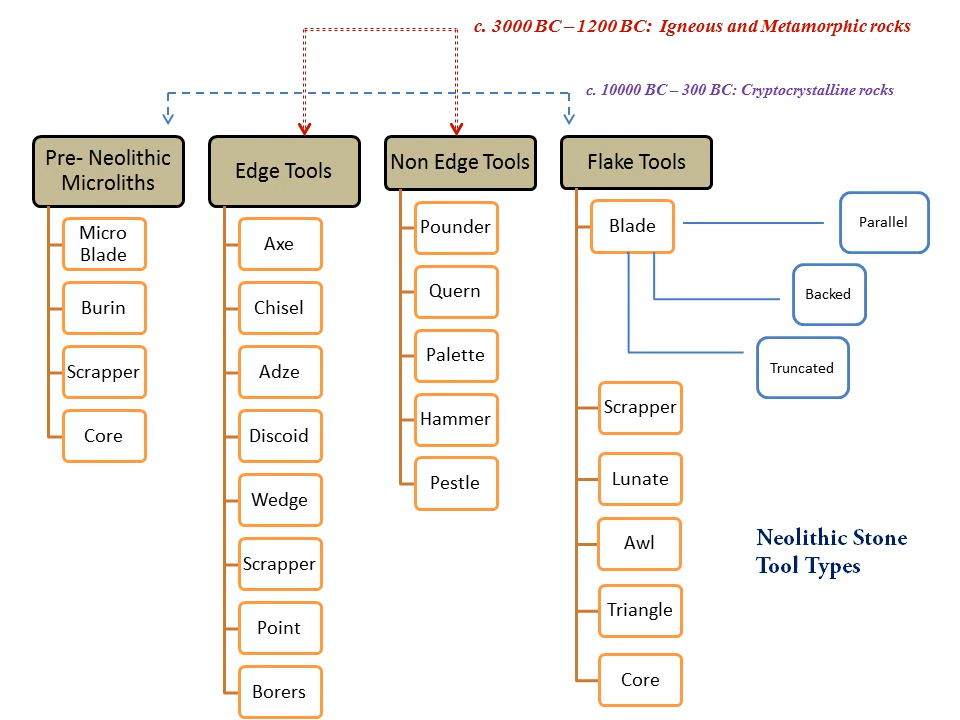 c. 3000 BC – 1200 BC: Igneous and Metamorphic rocks
c. 10000 BC – 300 BC: Cryptocrystalline rocks
Pre- Neolithic
Microliths
Micro
Blade
Burin
Scrapper
Core
Edge Tools
Axe
Chisel
Adze
Discoid
Wedge
Scrapper
Point
Borers
Non Edge Tools
Pounder
Quern
Palette
Hammer
Pestle
Flake Tools
Blade
Parallel
Backed
Truncated
Scrapper
Lunate
Awl
Triangle
Core
Neolithic Stone
Tool Types